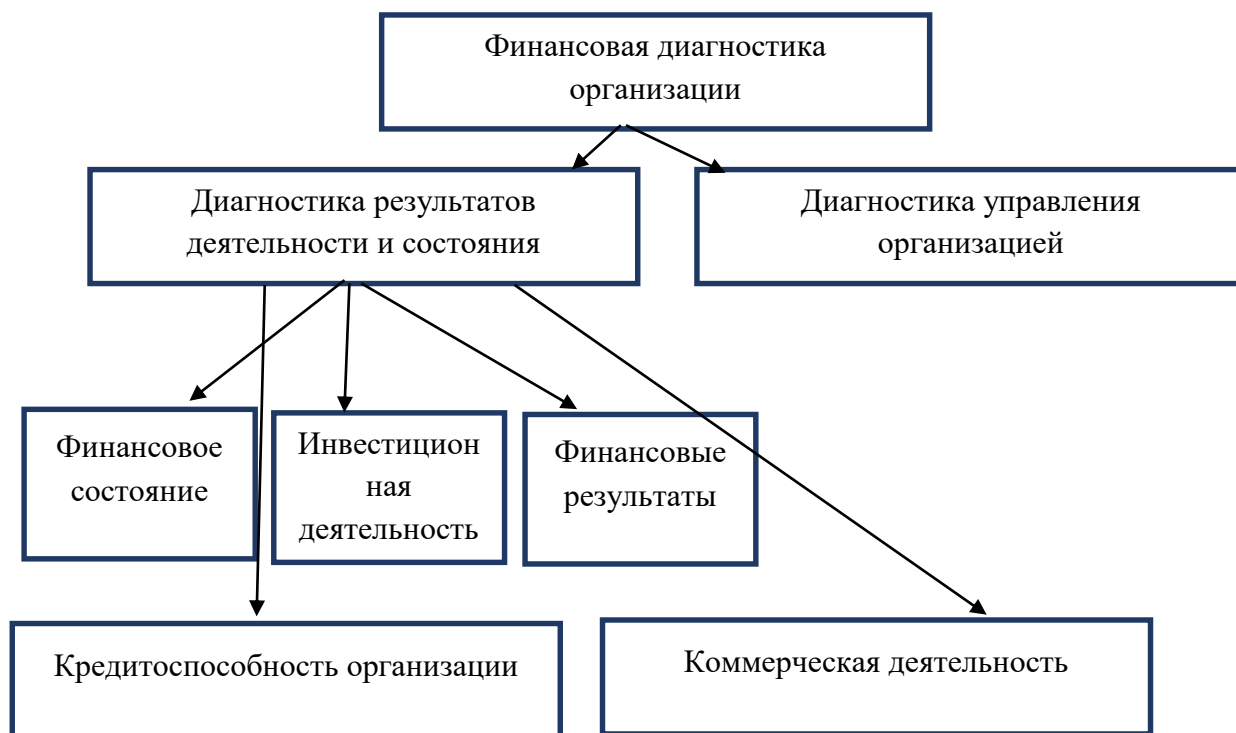 Финансовая диагностика
организации
Диагностика результатов
деятельности и состояния
Диагностика управления
организацией
Финансовое
состояние
Инвестицион
ная
деятельность
Финансовые
результаты
Кредитоспособность организации
Коммерческая деятельность